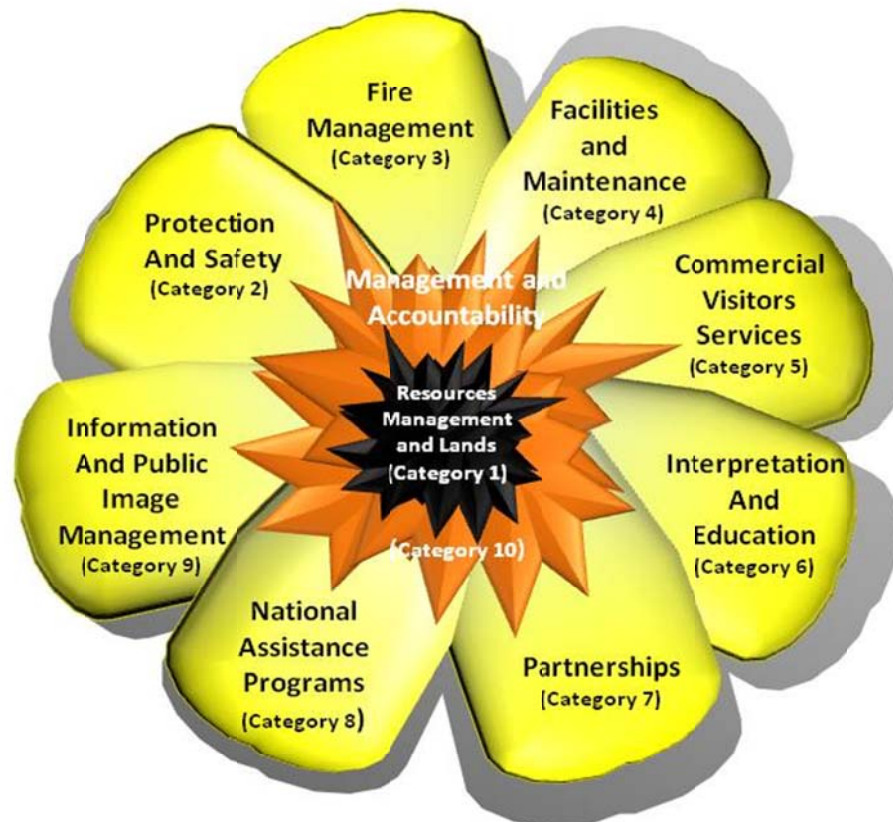 Fire
Management
(Category 3)
Facilities
and
Maintenance
(Category 4)
Protection
And Safety
(Category 2)
Commercial
Visitors
Services
(Category 5)
Management and
Accountability
(Category 10)
Resources
Management
and Lands
(Category 1)
Information
And Public
Image
Management
(Category 9)
Interpretation
And
Education
(Category 6)
National
Assistance
Programs
(Category 8)
Partnerships
(Category 7)